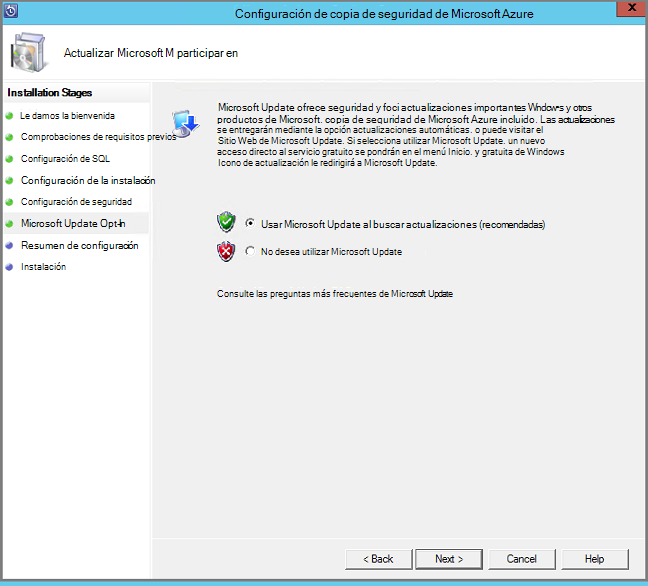 Configuración de copia de seguridad de Microsoft Azure
X
Actualizar Microsoft M participar en
Installation Stages
Le damos la bienvenida
Comprobaciones de requisitos previos
Configuración de SQL
Configuración de la instalación
Configuración de seguridad
Microsoft Update Opt-In
Resumen de configuración
Instalación
Microsoft Update ofrece seguridad y foci actualizaciones importantes Windows-s y otros
productos de Microsoft. copia de seguridad de Microsoft Azure incluido. Las actualizaciones
se entregarán mediante la opción actualizaciones automáticas. o puede visitar el
Sitio Web de Microsoft Update. Si selecciona utilizar Microsoft Update. un nuevo
acceso directo al servicio gratuito se pondrán en el menú Inicio. y gratuita de Windows
Icono de actualización le redirigirá a Microsoft Update.
Usar Microsoft Update al buscar actualizaciones (recomendadas)
No desea utilizar Microsoft Update
Consulte las preguntas más frecuentes de Microsoft Update
< Back
Next >
Cancel
Help